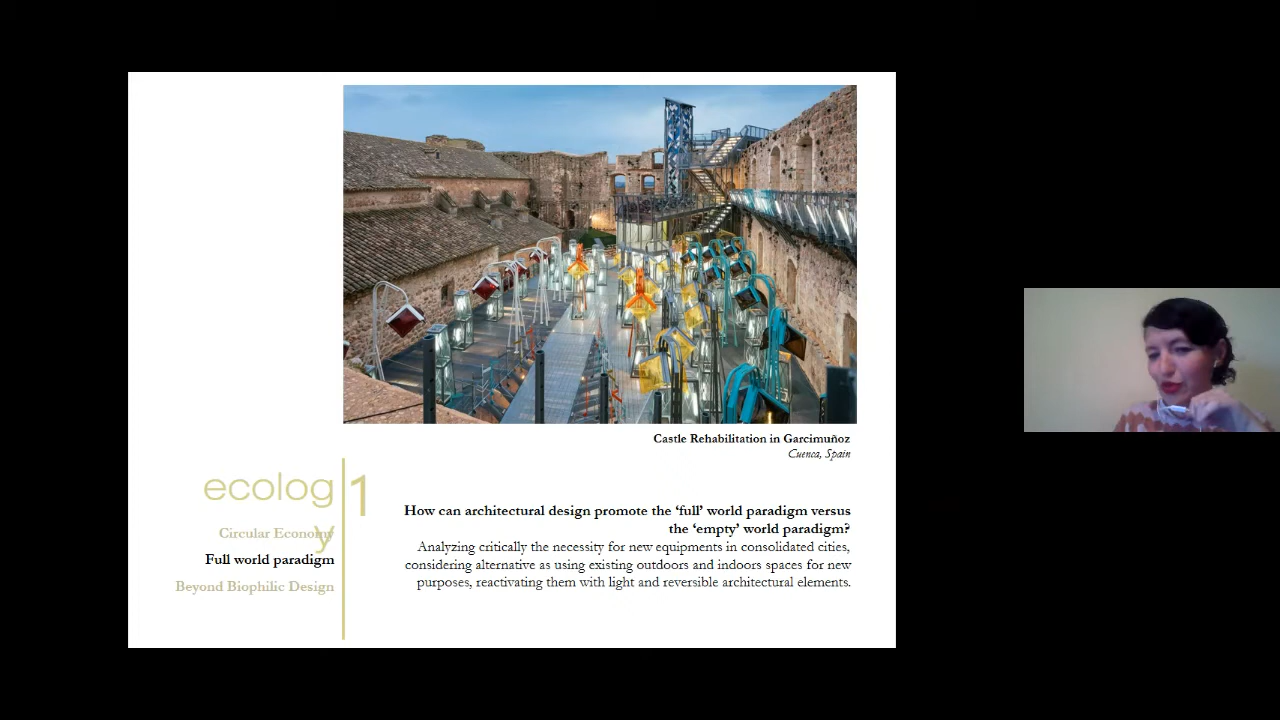 Castle Rehabilitation in Garcimuñoz
Cuenca, Spain
ecolog
y
1
Circular Economy
Full world paradigm
Beyond Biophilic Design
How can architectural design promote the ‘full’ world paradigm versus
the ‘empty’ world paradigm?
Analyzing critically the necessity for new equipments in consolidated cities,
considering alternative as using existing outdoors and indoors spaces for new
purposes, reactivating them with light and reversible architectural elements.